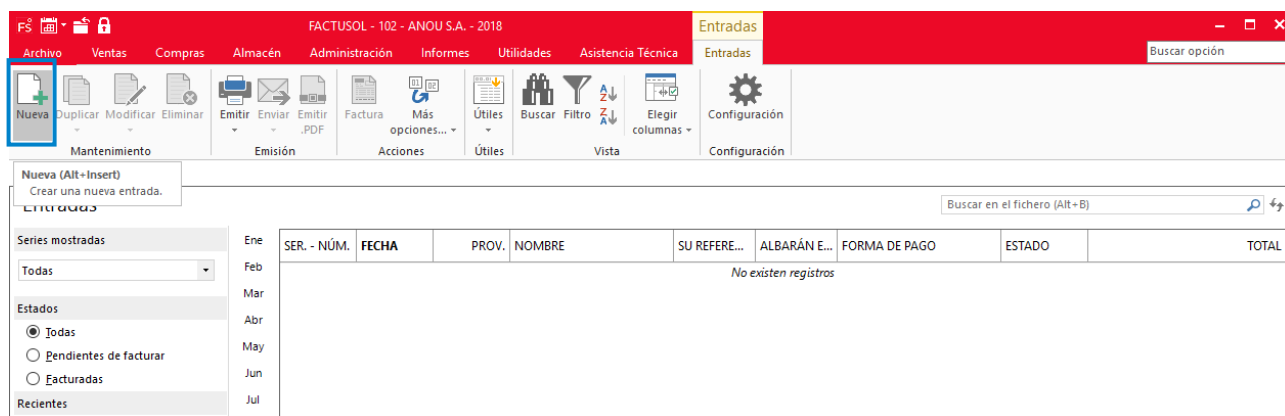 FS
FACTUSOL - 102 - ANOU S.A. - 2018
Entradas
Archivo Ventas Compras Almacén Administración Informes Utilidades Asistencia Técnica Entradas
Buscar opción
Nueva Duplicar Modificar Eliminar Emitir Enviar Emitir .PDF Factura Más opciones... Útiles Buscar Filtro Elegir columnas Configuración
Mantenimiento Emisión Acciones Útiles Vista Configuración
Nueva (Alt+Insert)
Crear una nueva entrada.
Entradas
Buscar en el fichero (Alt+B)
Series mostradas
Todas
Estados
Todas
Pendientes de facturar
Facturadas
Recientes
Ene
Feb
Mar
Abr
May
Jun
Jul
SER. - NÚM. FECHA PROV. NOMBRE SU REFERE... ALBARÁN E... FORMA DE PAGO ESTADO TOTAL
No existen registros